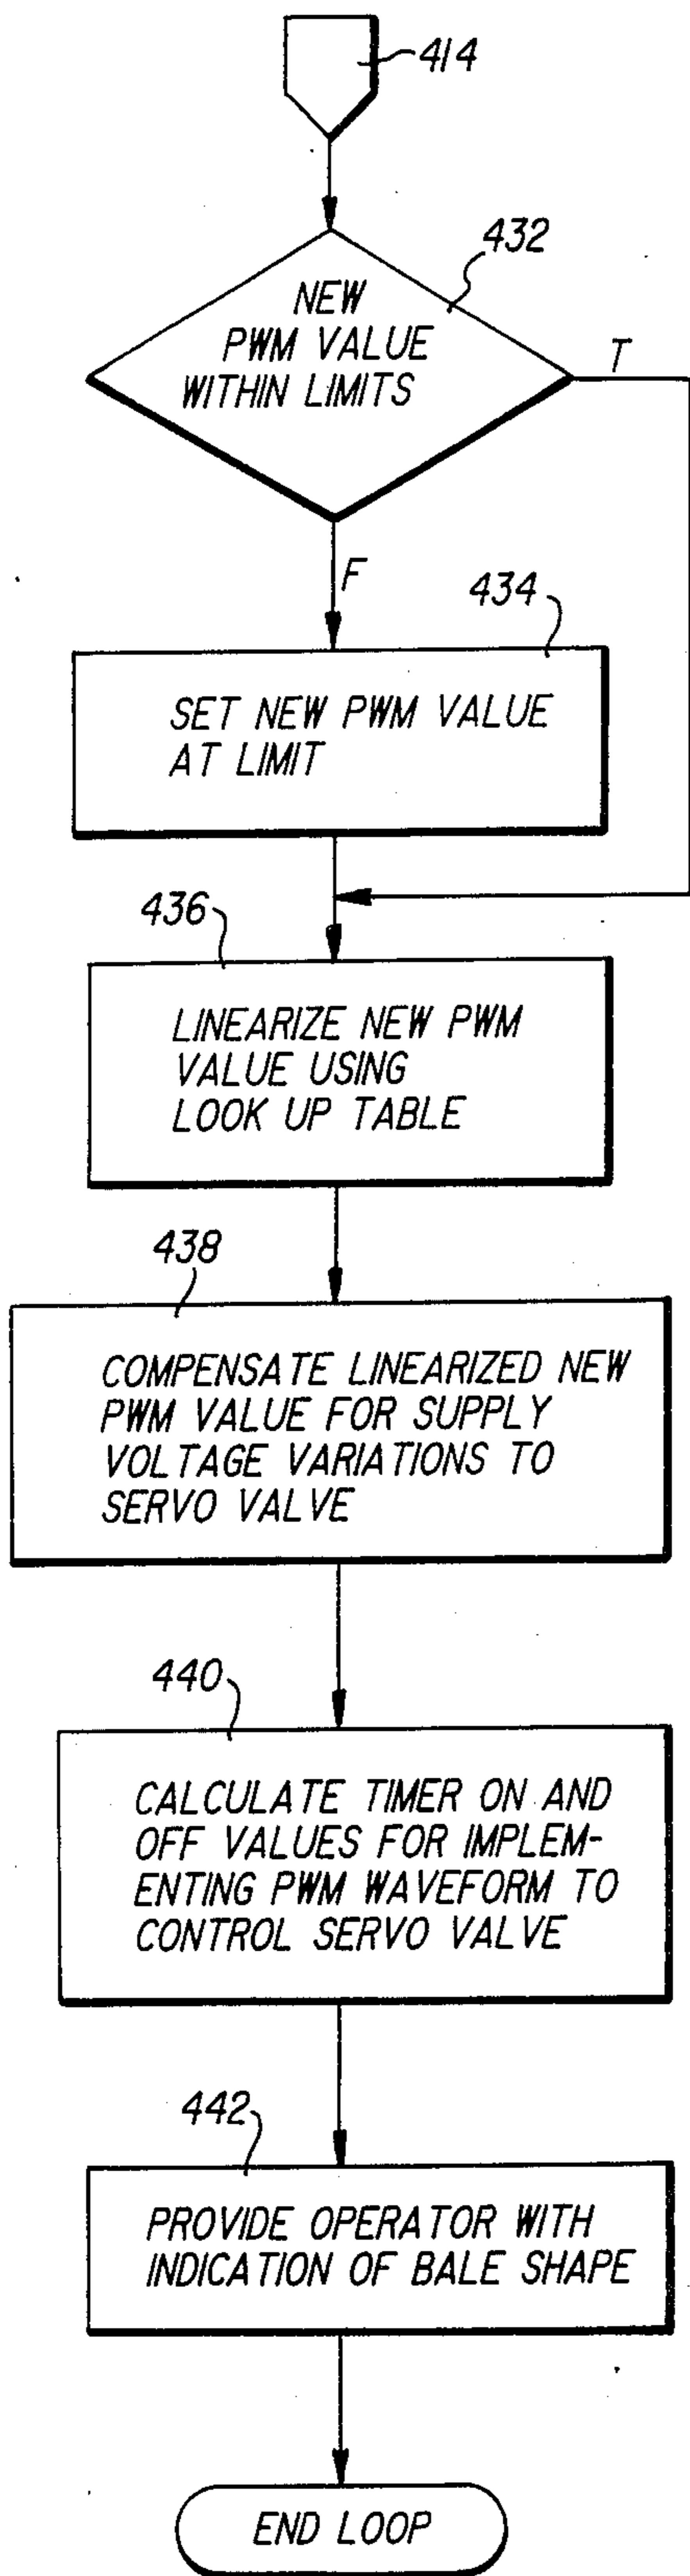 414
432
NEW
PWM VALUE
WITHIN LIMITS
T
F
434
SET NEW PWM VALUE
AT LIMIT
436
LINEARIZE NEW PWM
VALUE USING
LOOK UP TABLE
438
COMPENSATE LINEARIZED NEW
PWM VALUE FOR SUPPLY
VOLTAGE VARIATIONS TO
SERVO VALVE
440
CALCULATE TIMER ON AND
OFF VALUES FOR IMPLEM-
ENTING PWM WAVEFORM TO
CONTROL SERVO VALVE
442
PROVIDE OPERATOR WITH
INDICATION OF BALE SHAPE
END LOOP